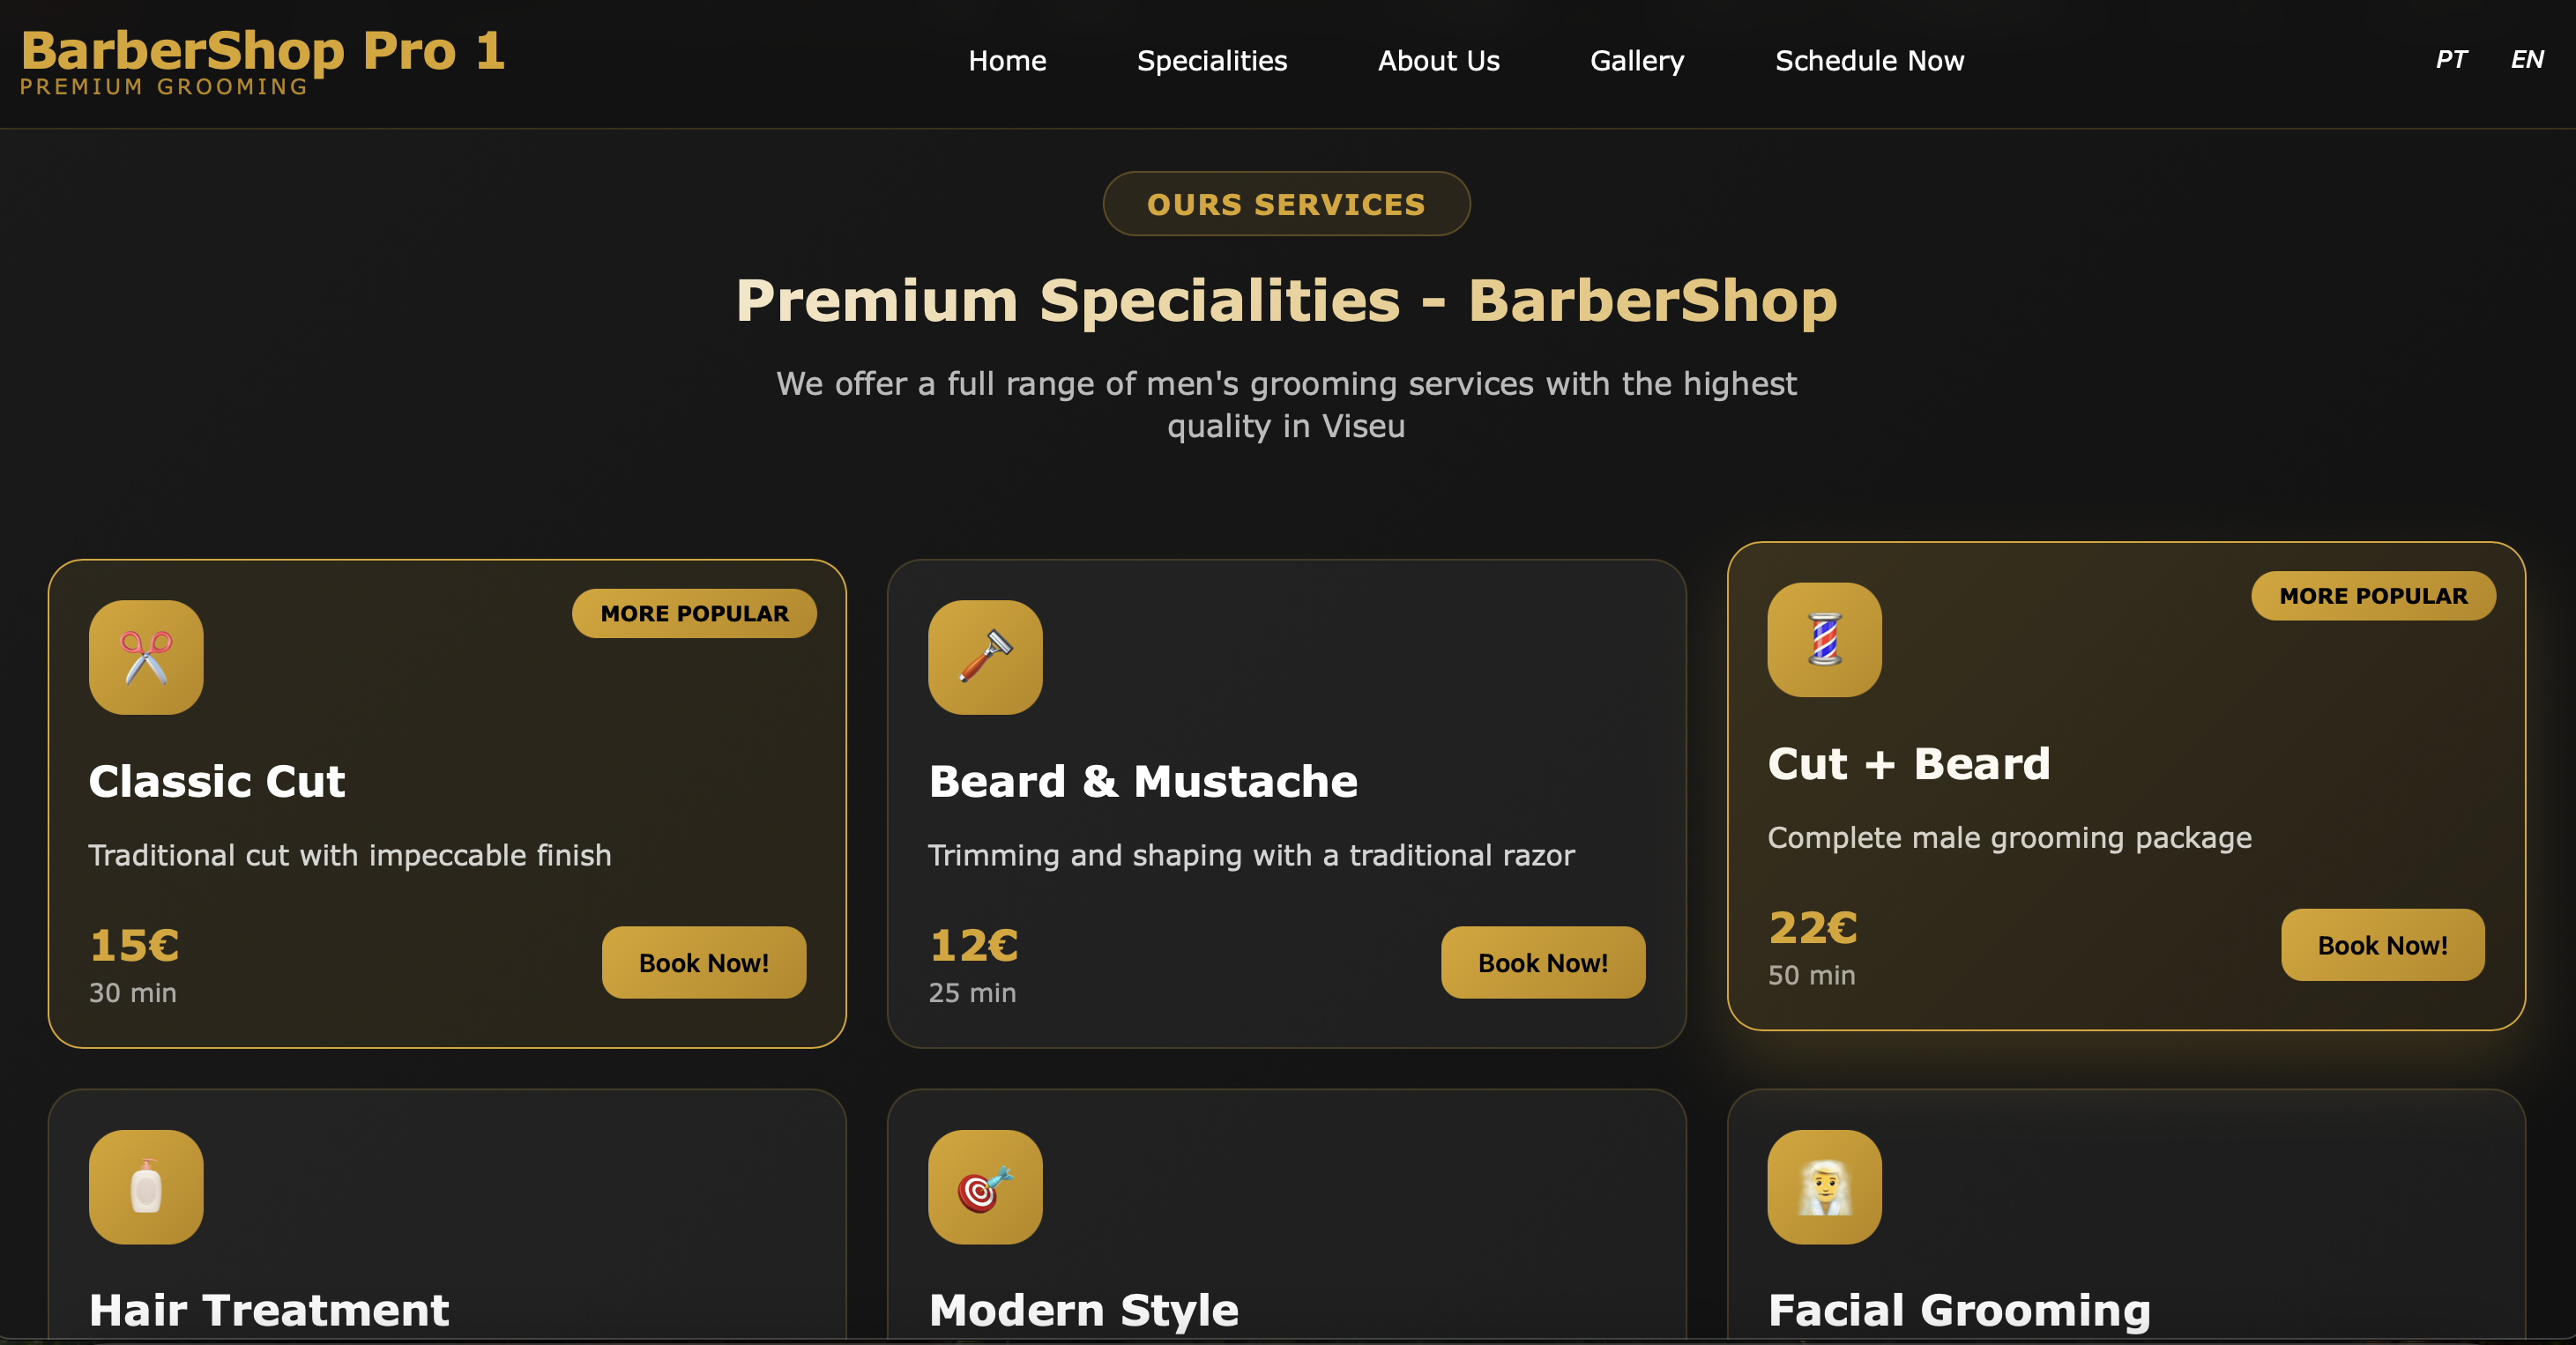 BarberShop Pro 1
PREMIUM GROOMING
Home
Specialities
About Us
Gallery
Schedule Now
PT
EN
OURS SERVICES
Premium Specialities - BarberShop
We offer a full range of men's grooming services with the highest
quality in Viseu
MORE POPULAR
Classic Cut
Traditional cut with impeccable finish
15€
30 min
Book Now!
Beard & Mustache
Trimming and shaping with a traditional razor
12€
25 min
Book Now!
MORE POPULAR
Cut + Beard
Complete male grooming package
22€
50 min
Book Now!
Hair Treatment
Modern Style
Facial Grooming